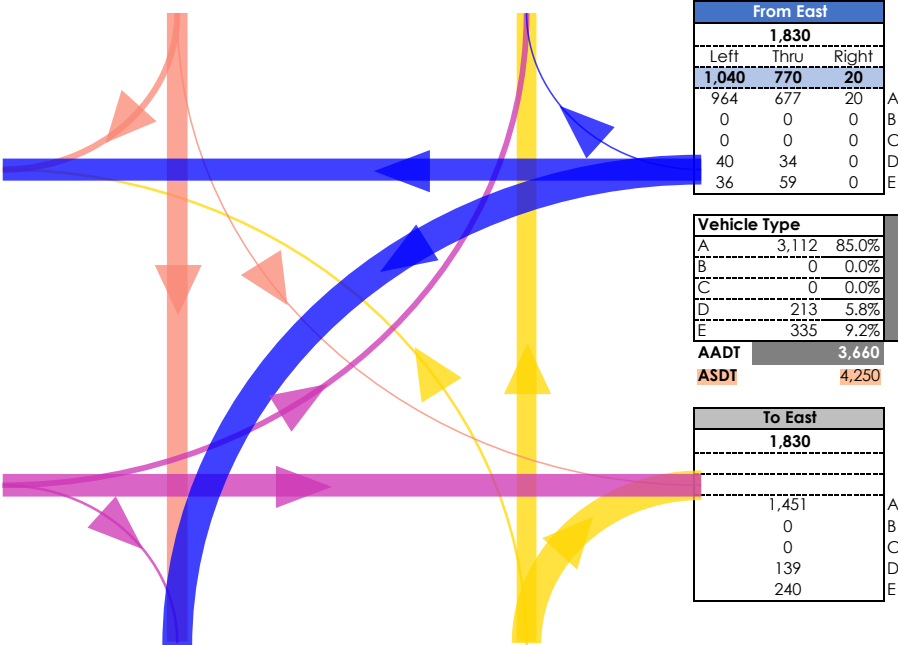 From East
1,830
Left Thru Right
1,040 770 20
964 677 20 A
0 0 0 B
0 0 0 C
40 34 0 D
36 59 0 E
Vehicle Type
A 3,112 85.0%
B 0 0.0%
C 0 0.0%
D 213 5.8%
E 335 9.2%
AADT 3,660
ASDT 4,250
To East
1,830
1,451 A
0 B
0 C
139 D
240 E